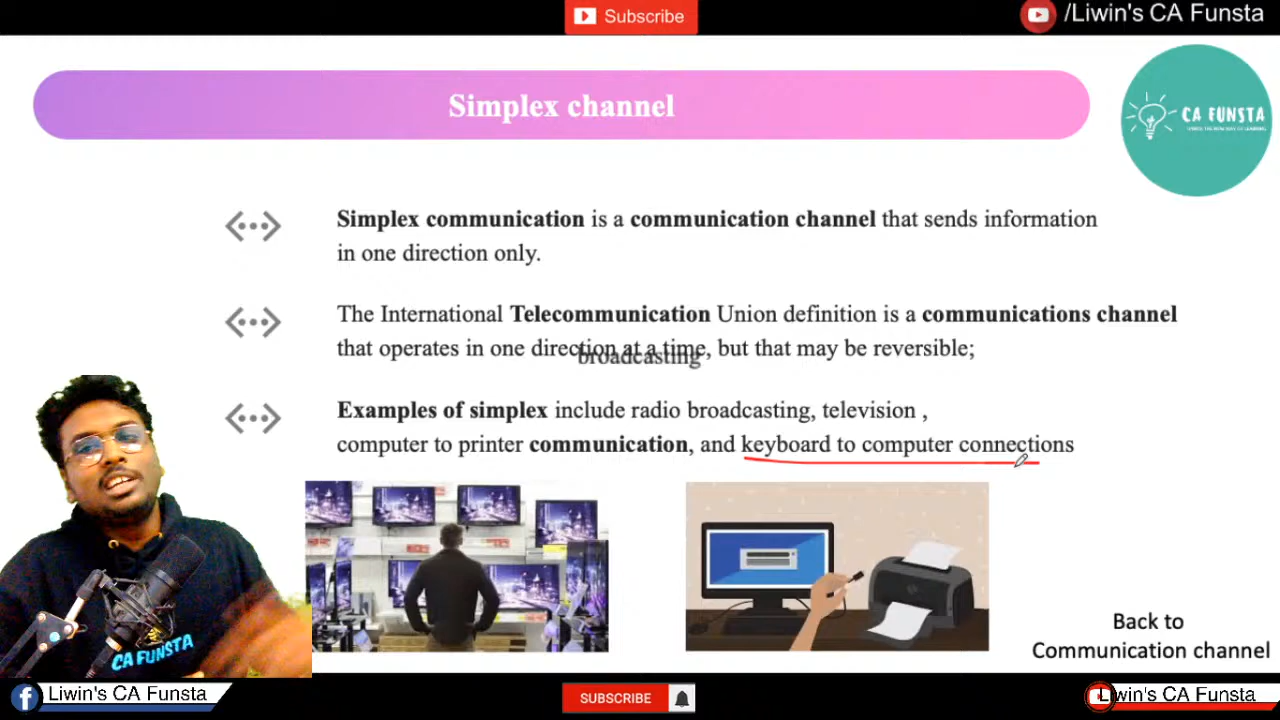 Subscribe
/Liwin's CA Funsta
Simplex channel
CA FUNSTA
Simplex communication is a communication channel that sends information
in one direction only.
The International Telecommunication Union definition is a communications channel
that operates in one direction at a time, but that may be reversible;
broadcasting
Examples of simplex include radio broadcasting, television ,
computer to printer communication, and keyboard to computer connections
CA FUNSTA
Back to
Communication channel
Liwin's CA Funsta
SUBSCRIBE
Liwin's CA Funsta